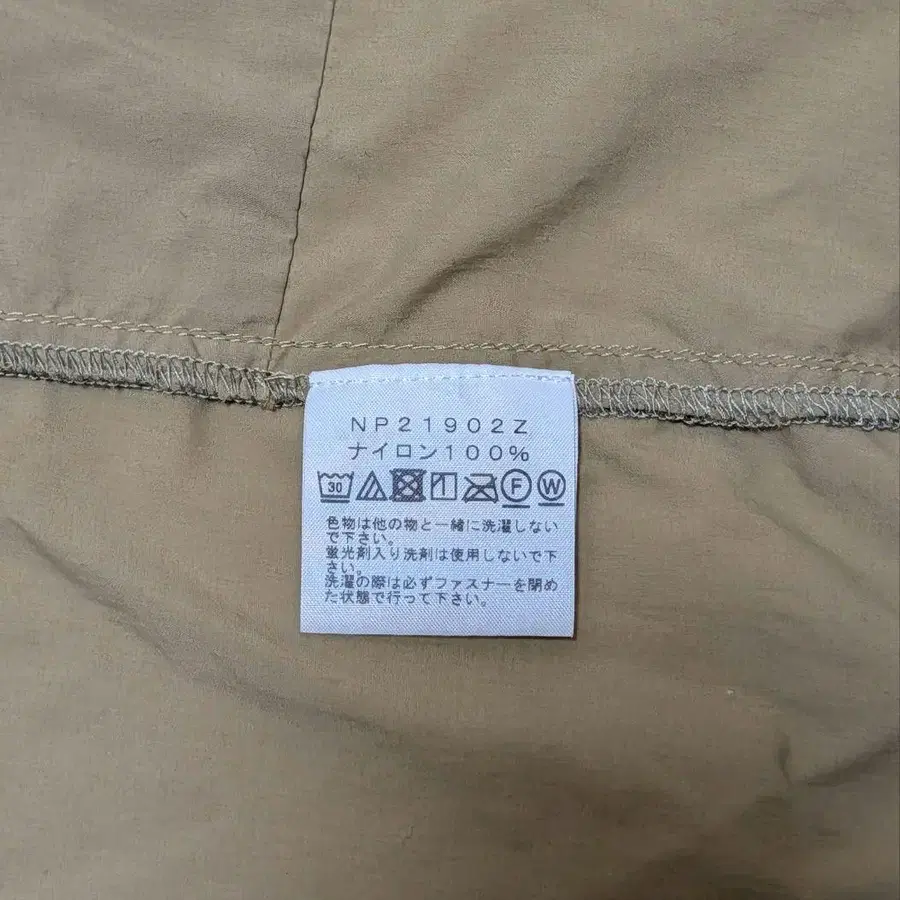 NP21902Z
ナイロン100%
30 F W
色物は他の物と一緒に洗濯しない
で下さい。
蛍光剤入り洗剤は使用しないで下
さい。
洗濯の際は必ずファスナーを閉め
た状態で行って下さい。